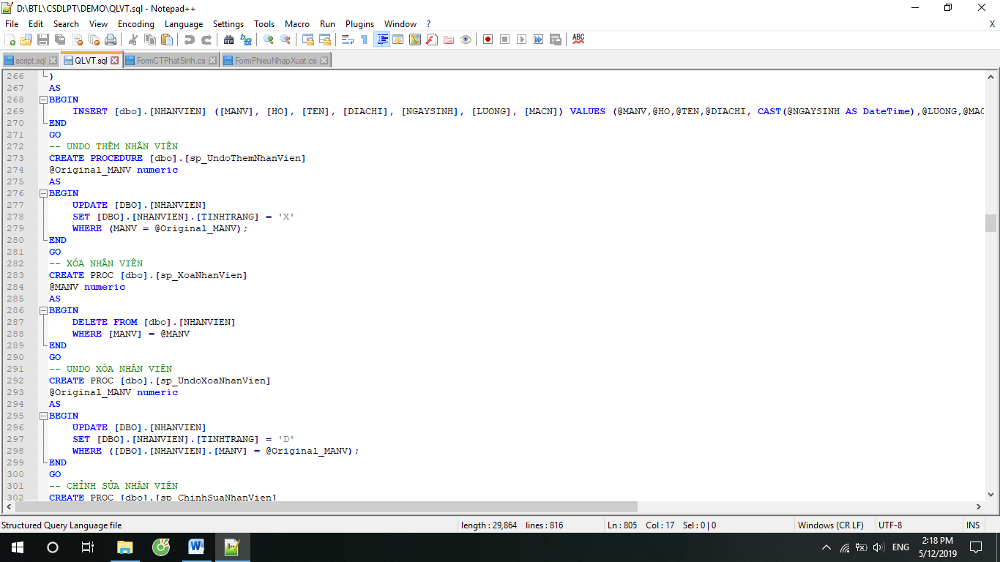 D:\BTL\CSDLPT\DEMO\QLVT.sql - Notepad++
File Edit Search View Encoding Language Settings Tools Macro Run Plugins Window ? X
ABC
script.sql QLVT.sql FormCTPhatSinh.cs FormPhieuNhapXuat.cs
266 )
267 AS
268 BEGIN
269 INSERT [dbo].[NHANVIEN] ([MANV], [HO], [TEN], [DIACHI], [NGAYSINH], [LUONG], [MACN]) VALUES (@MANV,@HO,@TEN,@DIACHI, CAST(@NGAYSINH AS DateTime),@LUONG,@MAC
270 END
271 GO
272 -- UNDO THÊM NHÂN VIÊN
273 CREATE PROCEDURE [dbo].[sp_UndoThemNhanVien]
274 @Original_MANV numeric
275 AS
276 BEGIN
277 UPDATE [DBO].[NHANVIEN]
278 SET [DBO].[NHANVIEN].[TINHTRANG] = 'X'
279 WHERE (MANV = @Original_MANV);
280 END
281 GO
282 -- XÓA NHÂN VIÊN
283 CREATE PROC [dbo].[sp_XoaNhanVien]
284 @MANV numeric
285 AS
286 BEGIN
287 DELETE FROM [dbo].[NHANVIEN]
288 WHERE [MANV] = @MANV
289 END
290 GO
291 -- UNDO XÓA NHÂN VIÊN
292 CREATE PROC [dbo].[sp_UndoXoaNhanVien]
293 @Original_MANV numeric
294 AS
295 BEGIN
296 UPDATE [DBO].[NHANVIEN]
297 SET [DBO].[NHANVIEN].[TINHTRANG] = 'D'
298 WHERE ([DBO].[NHANVIEN].[MANV] = @Original_MANV);
299 END
300 GO
301 -- CHỈNH SỬA NHÂN VIÊN
302 CREATE PROC [dbo].[sp_ChinhSuaNhanVien]
Structured Query Language file length : 29,864 lines : 816 Ln : 805 Col : 17 Sel : 0 | 0 Windows (CR LF) UTF-8 INS
ENG 2:18 PM
5/12/2019